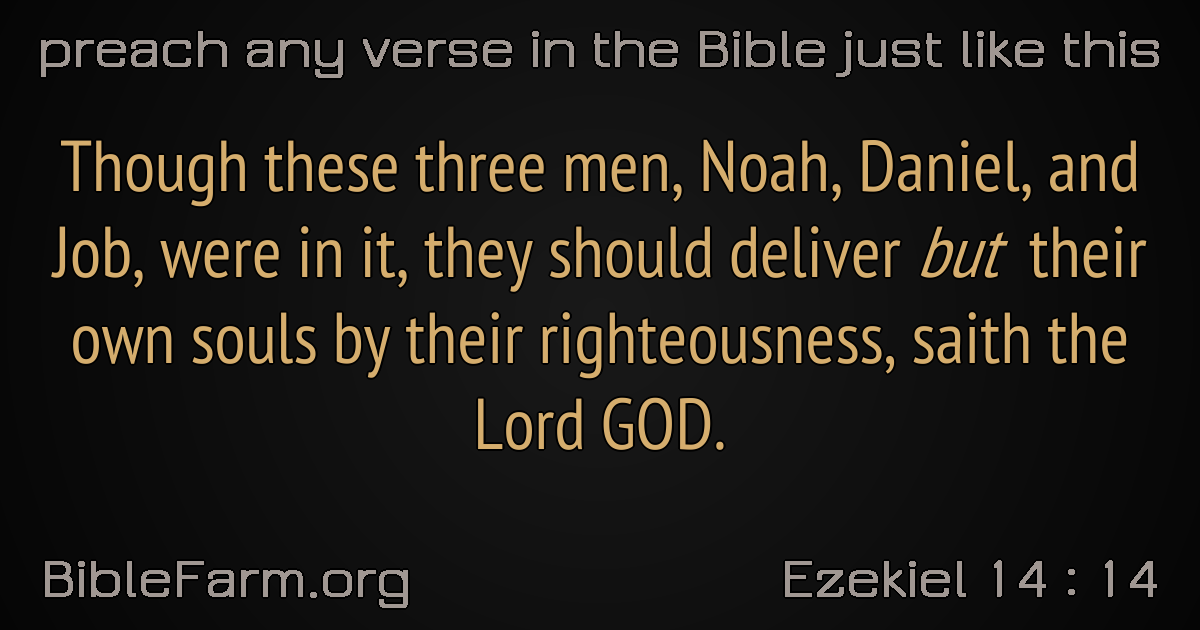 preach any verse in the Bible just like this
Though these three men, Noah, Daniel, and
Job, were in it, they should deliver but their
own souls by their righteousness, saith the
Lord GOD.
BibleFarm.org
Ezekiel 14 : 14